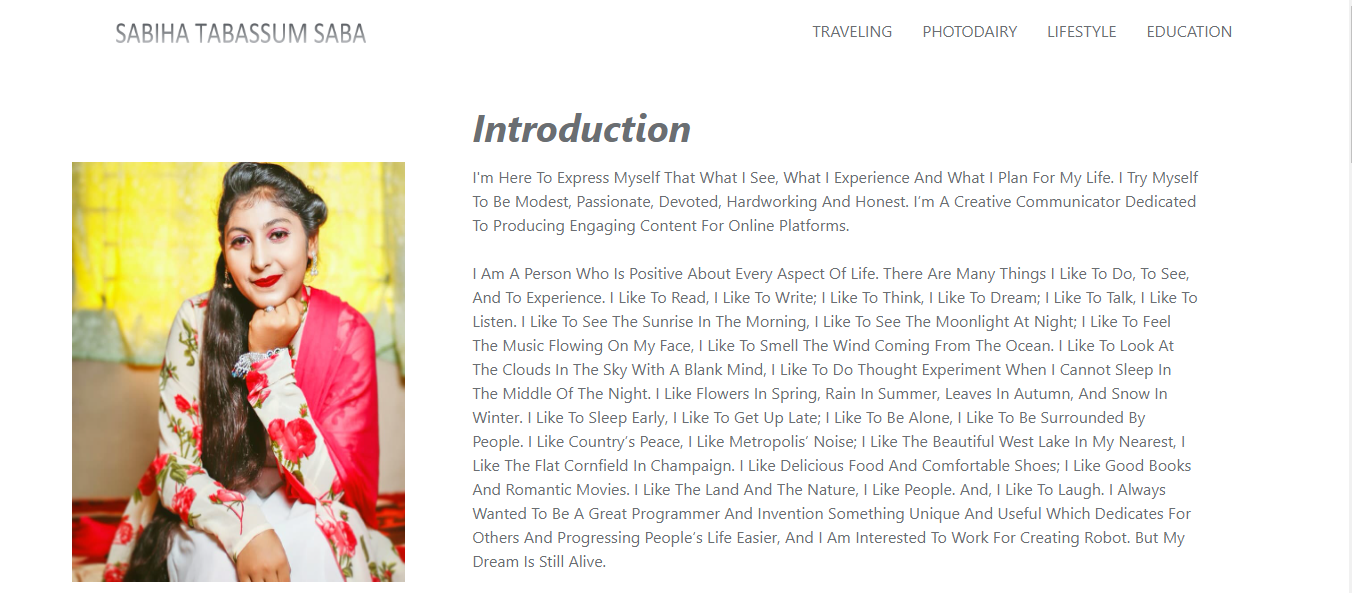 SABIHA TABASSUM SABA
TRAVELING PHOTODAIRY LIFESTYLE EDUCATION
Introduction
I'm Here To Express Myself That What I See, What I Experience And What I Plan For My Life. I Try Myself
To Be Modest, Passionate, Devoted, Hardworking And Honest. I'm A Creative Communicator Dedicated
To Producing Engaging Content For Online Platforms.
I Am A Person Who Is Positive About Every Aspect Of Life. There Are Many Things I Like To Do, To See,
And To Experience. I Like To Read, I Like To Write; I Like To Think, I Like To Dream; I Like To Talk, I Like To
Listen. I Like To See The Sunrise In The Morning, I Like To See The Moonlight At Night; I Like To Feel
The Music Flowing On My Face, I Like To Smell The Wind Coming From The Ocean. I Like To Look At
The Clouds In The Sky With A Blank Mind, I Like To Do Thought Experiment When I Cannot Sleep In
The Middle Of The Night. I Like Flowers In Spring, Rain In Summer, Leaves In Autumn, And Snow In
Winter. I Like To Sleep Early, I Like To Get Up Late; I Like To Be Alone, I Like To Be Surrounded By
People. I Like Country's Peace, I Like Metropolis' Noise; I Like The Beautiful West Lake In My Nearest, I
Like The Flat Cornfield In Champaign. I Like Delicious Food And Comfortable Shoes; I Like Good Books
And Romantic Movies. I Like The Land And The Nature, I Like People. And, I Like To Laugh. I Always
Wanted To Be A Great Programmer And Invention Something Unique And Useful Which Dedicates For
Others And Progressing People's Life Easier, And I Am Interested To Work For Creating Robot. But My
Dream Is Still Alive.